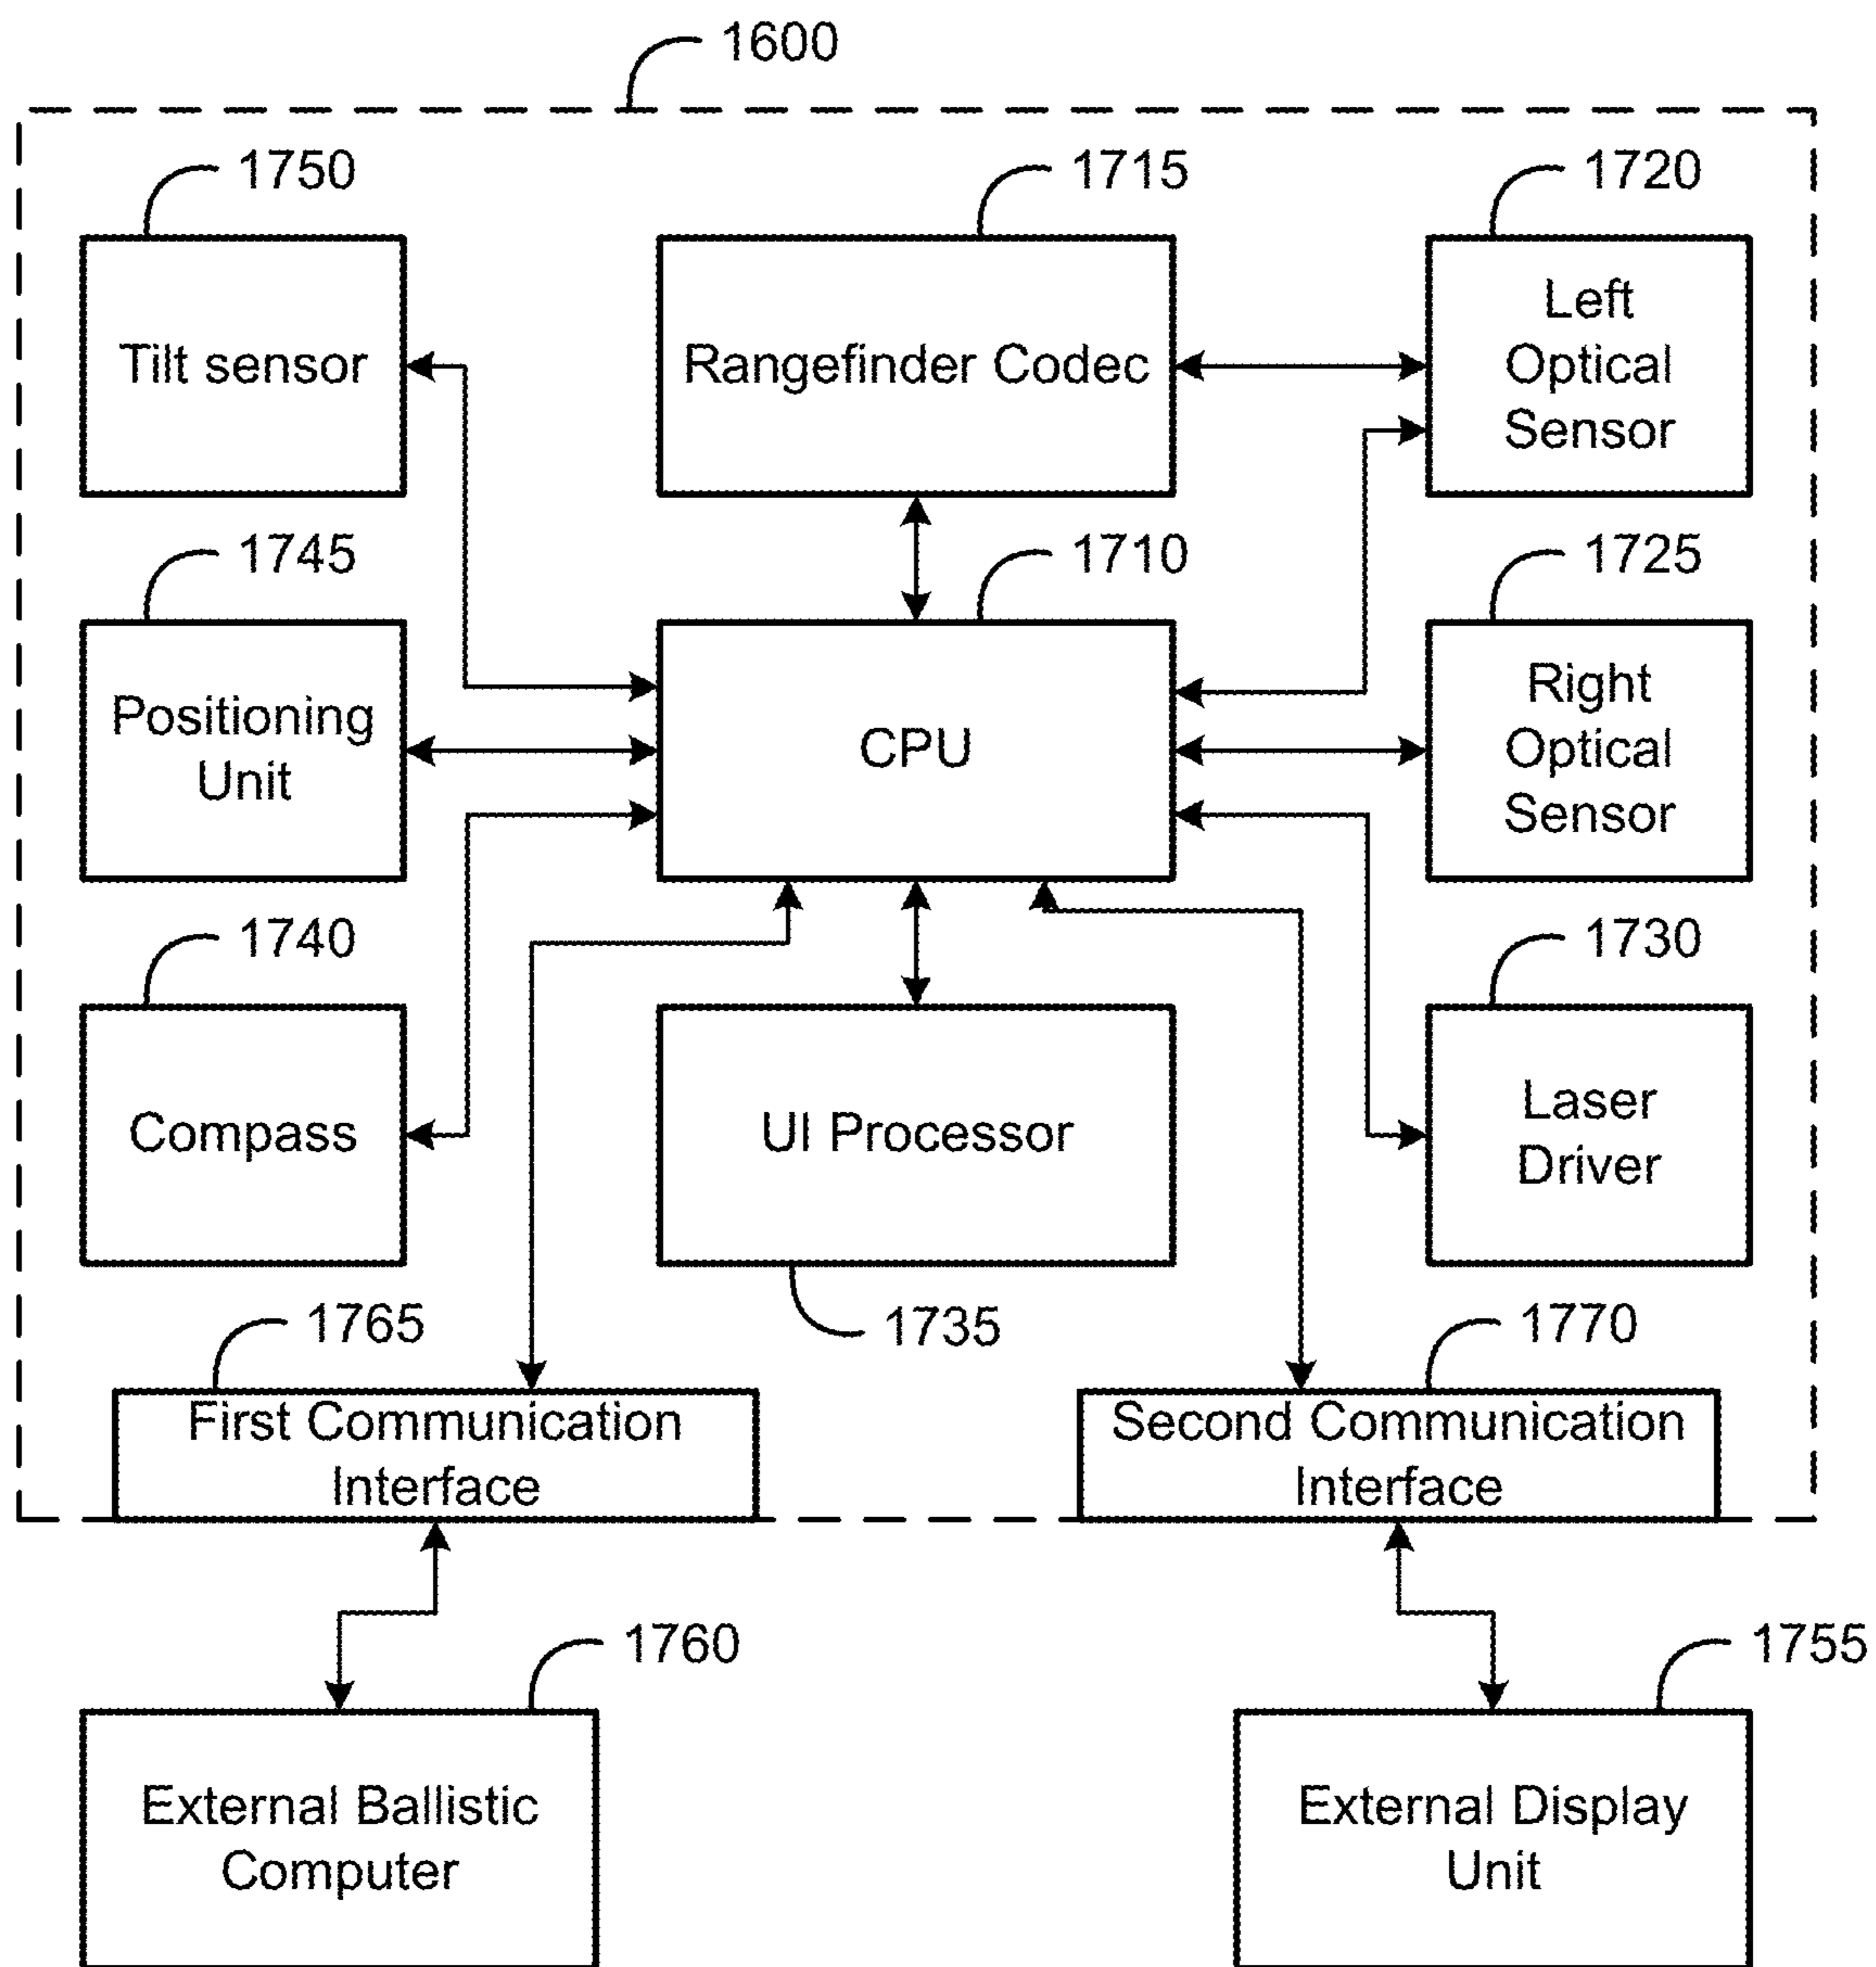 1600
1750
1715
1720
Tilt sensor
Rangefinder Codec
Left
Optical
Sensor
1745
1710
1725
Positioning
Unit
CPU
Right
Optical
Sensor
1740
1730
Compass
UI Processor
Laser
Driver
1765
1735
1770
First Communication
Interface
Second Communication
Interface
1760
1755
External Ballistic
Computer
External Display
Unit